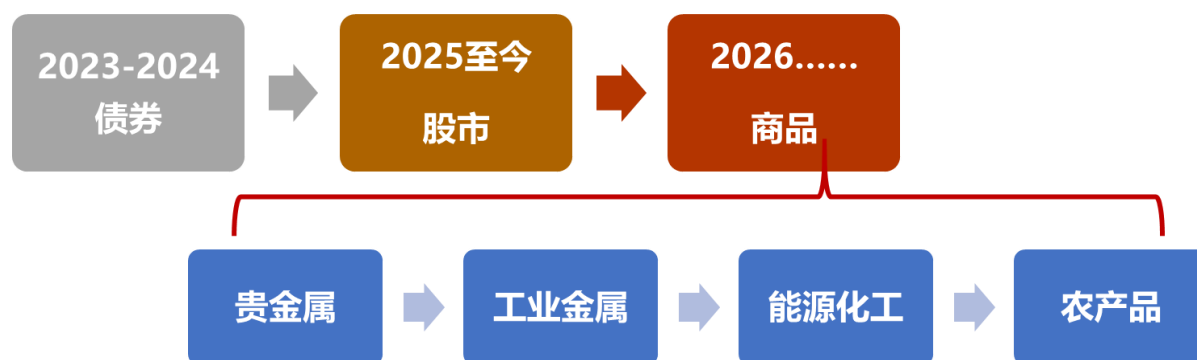 2023-2024
债券
2025至今
股市
2026......
商品
贵金属
工业金属
能源化工
农产品